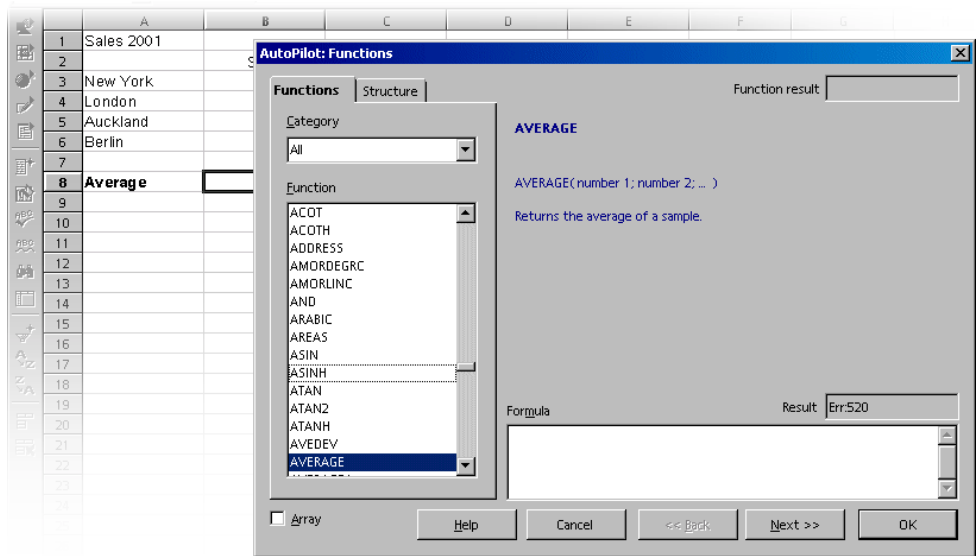 A B C D E F G
1 Sales 2001
2 S
3 New York
4 London
5 Auckland
6 Berlin
7
8 Average
9
10
11
12
13
14
15
16
17
18
19
20
21
22
23
24
25
AutoPilot: Functions
Functions Structure
Function result
Category
All
Function
ACOT
ACOTH
ADDRESS
AMORDEGRC
AMORLINC
AND
ARABIC
AREAS
ASIN
ASINH
ATAN
ATAN2
ATANH
AVEDEV
AVERAGE
AVERAGE
AVERAGE( number 1; number 2; ... )
Returns the average of a sample.
Formula
Result Err:520
Array
Help
Cancel
<< Back
Next >>
OK